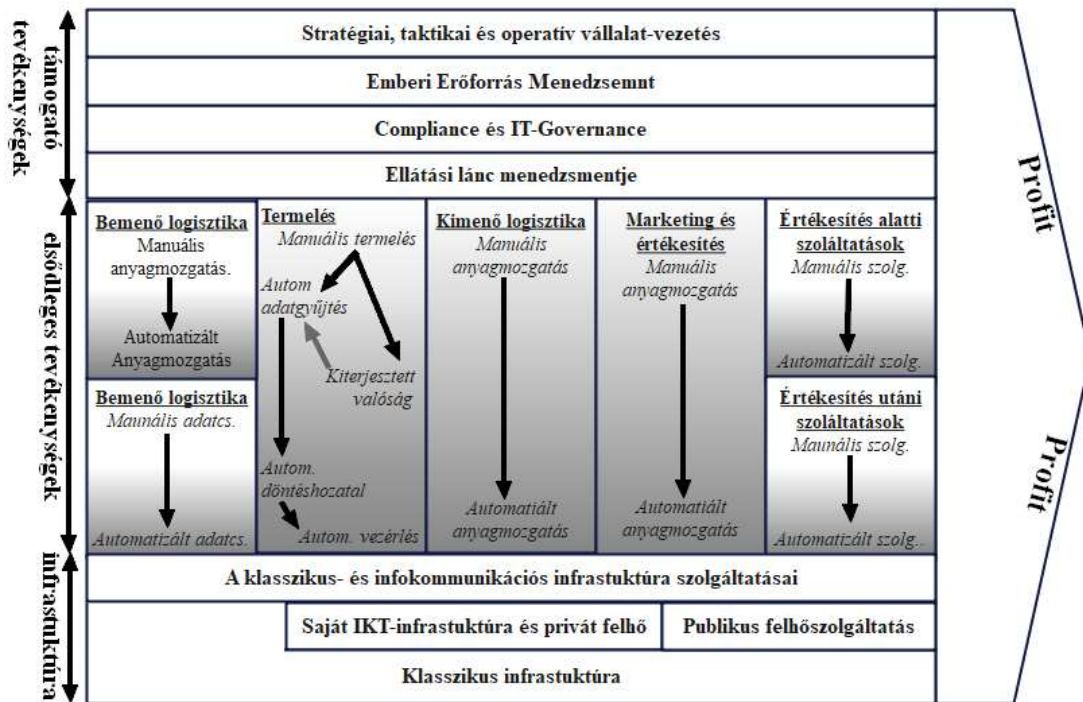 támogató
tevékenységek
Stratégiai, taktikai és operatív vállalat-vezetés
Emberi Erőforrás Menedzsemnt
Compliance és IT-Governance
Ellátási lánc menedzsmentje
elsődleges tevékenységek
Bemenő logisztika
Manuális
anyagmozgatás.
Automatizált
Anyagmozgatás
Bemenő logisztika
Maunális adatcs.
Automatizált adatcs.
Termelés
Manuális termelés
Autom
adatgyűjtés
Kiterjesztett
valóság
Autom.
döntéshozatal
Autom. vezérlés
Kimenő logisztika
Manuális
anyagmozgatás
Automatiált
anyagmozgatás
Marketing és
értékesítés
Manuális
anyagmozgatás
Automatiált
anyagmozgatás
Értékesítés alatti
szoláltatások
Manuális szolg.
Automatizált szolg.
Értékesítés utáni
szoláltatások
Maunális szolg.
Automatizált szolg..
infrastuktúra
A klasszikus- és infokommunikációs infrastuktúra szolgáltatásai
Saját IKT-infrastuktúra és privát felhő
Publikus felhőszolgáltatás
Klasszikus infrastuktúra
Profit
Profit